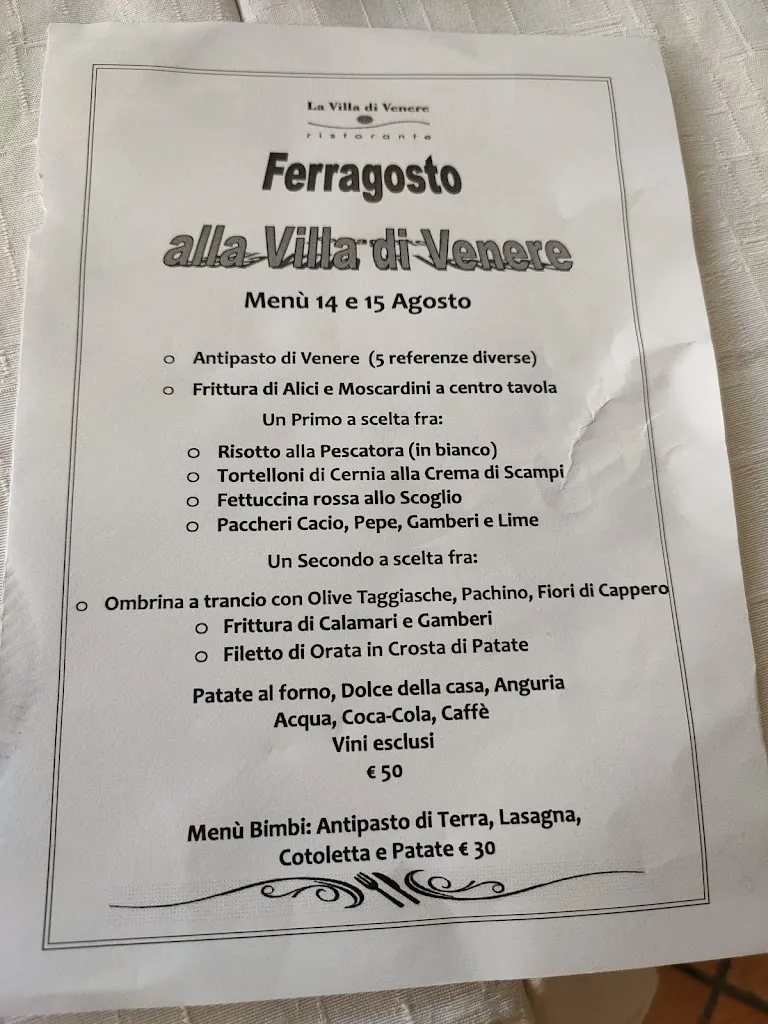 La Villa di Venere
ristorante
Ferragosto
alla Villa di Venere
Menù 14 e 15 Agosto
o Antipasto di Venere (5 referenze diverse)
o Frittura di Alici e Moscardini a centro tavola
Un Primo a scelta fra:
o Risotto alla Pescatora (in bianco)
o Tortelloni di Cernia alla Crema di Scampi
o Fettuccina rossa allo Scoglio
o Paccheri Cacio, Pepe, Gamberi e Lime
Un Secondo a scelta fra:
o Ombrina a trancio con Olive Taggiasche, Pachino, Fiori di Cappero
o Frittura di Calamari e Gamberi
o Filetto di Orata in Crosta di Patate
Patate al forno, Dolce della casa, Anguria
Acqua, Coca-Cola, Caffè
Vini esclusi
€ 50
Menù Bimbi: Antipasto di Terra, Lasagna,
Cotoletta e Patate € 30